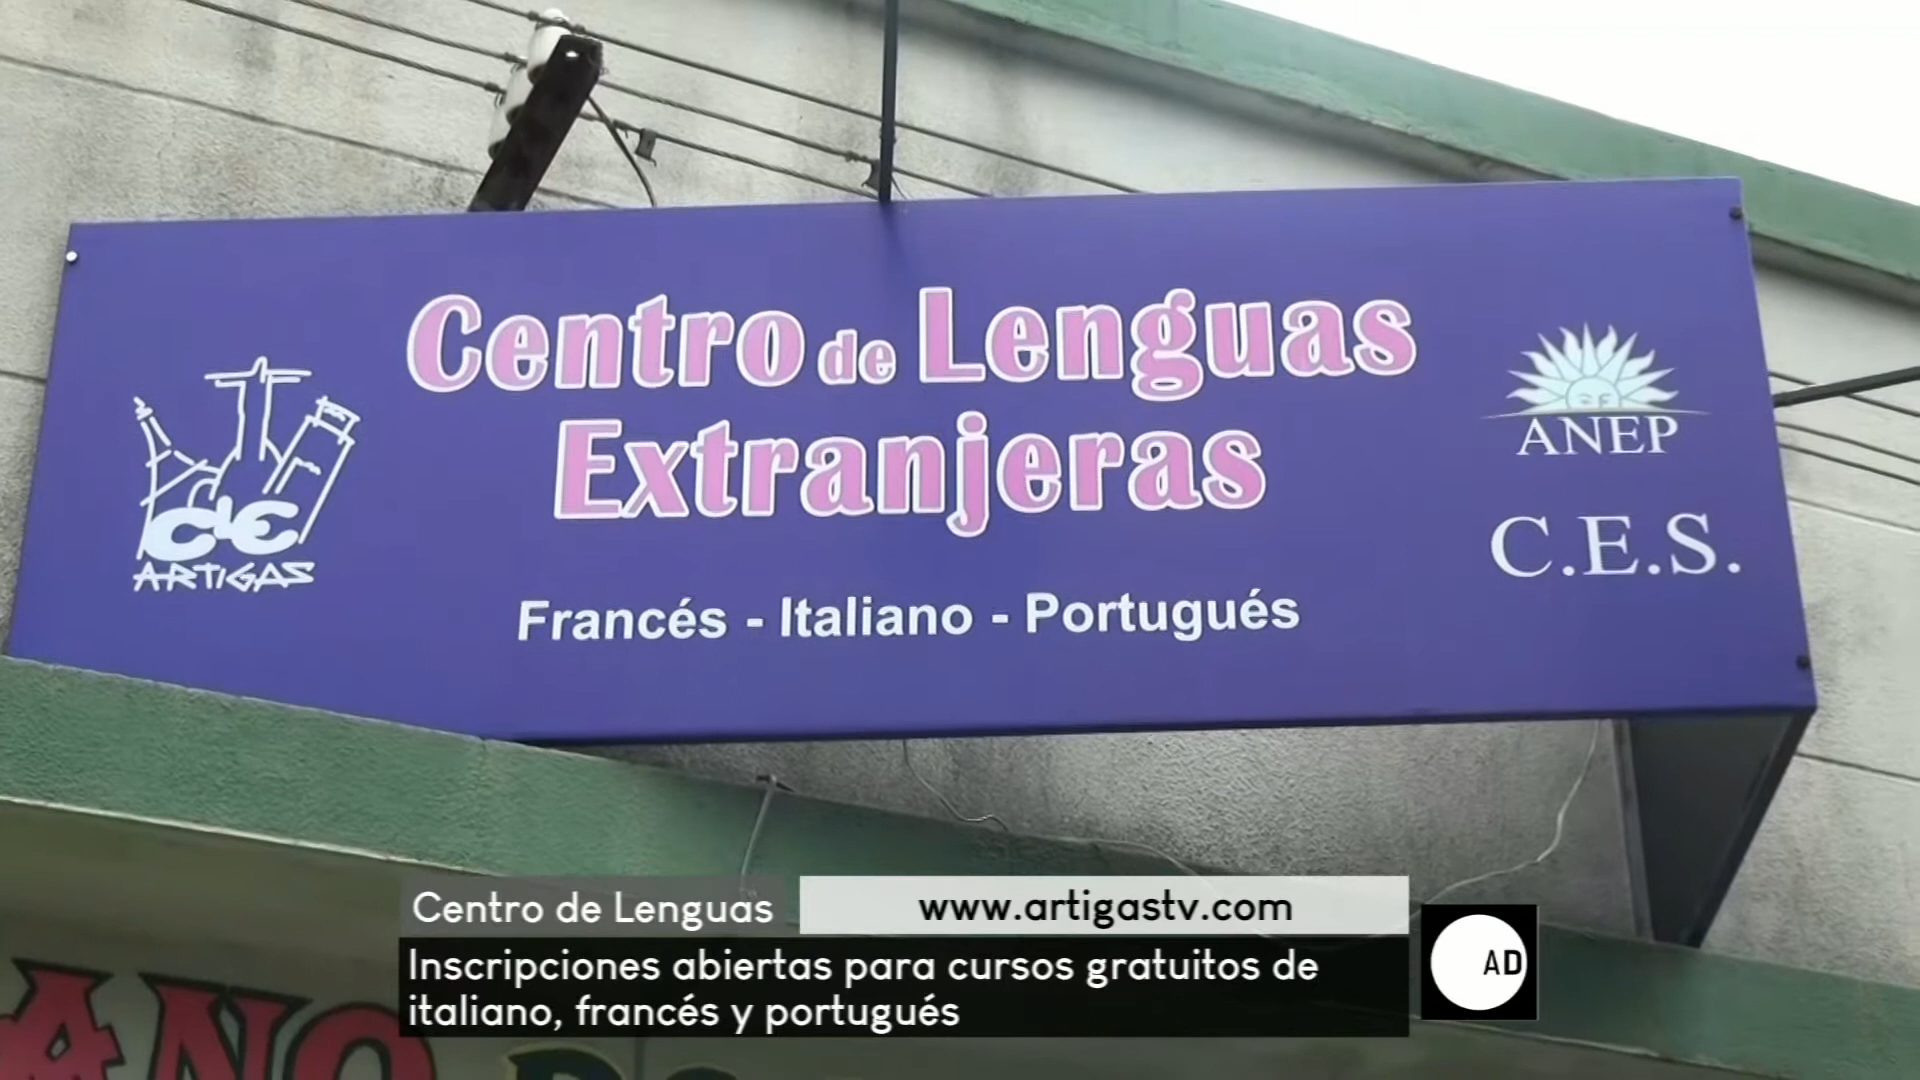 Centro de Lenguas
Extranjeras
Francés - Italiano - Portugués
CLE
ARTIGAS
ANEP
C.E.S.
Centro de Lenguas
www.artigastv.com
Inscripciones abiertas para cursos gratuitos de
italiano, francés y portugués
AD